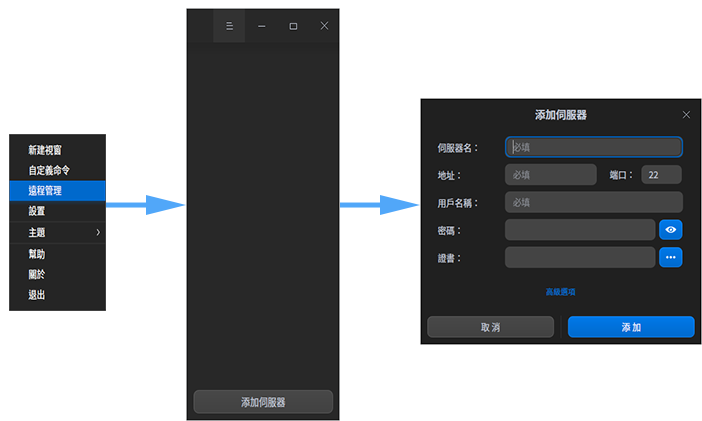 新建視窗
自定義命令
遠程管理
設置
主題
幫助
關於
退出
添加伺服器
添加伺服器
伺服器名： 必填
地址： 必填 端口： 22
用戶名稱： 必填
密碼：
證書：
高級選項
取消 添加